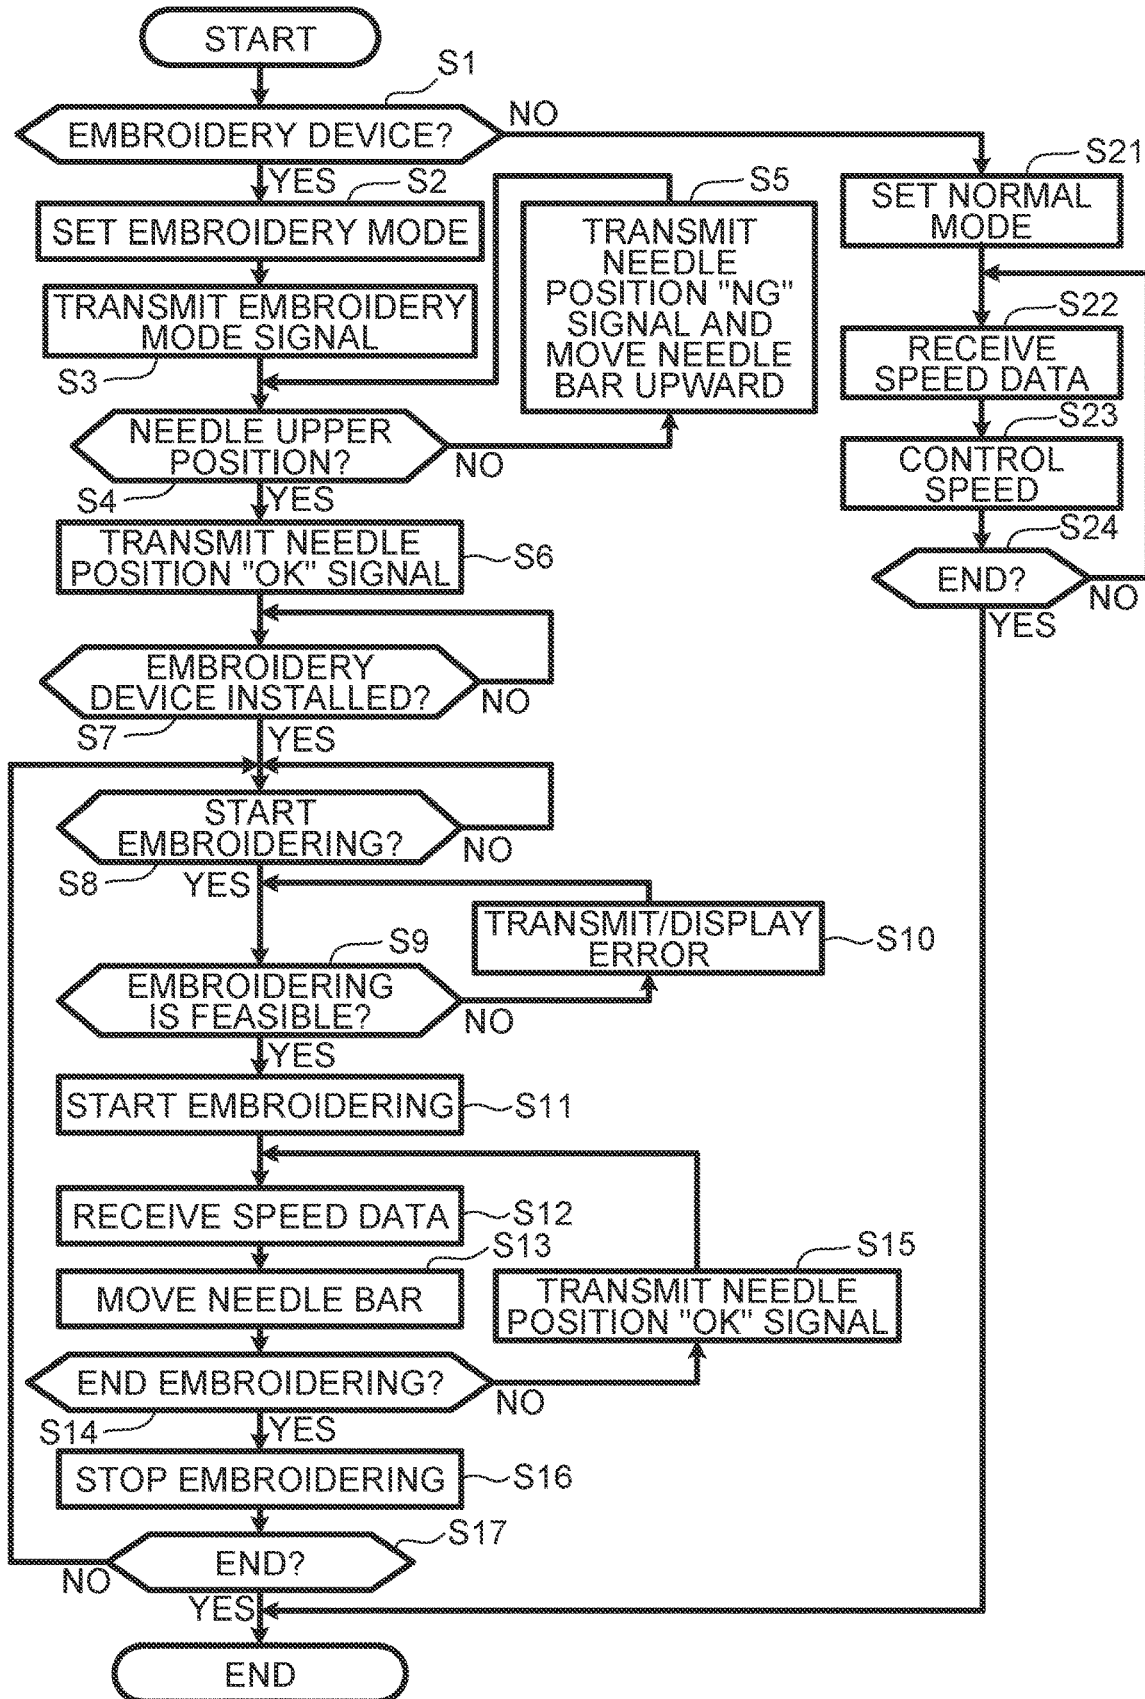 START
S1
EMBROIDERY DEVICE?
NO
YES
S2
SET EMBROIDERY MODE
TRANSMIT EMBROIDERY
MODE SIGNAL
S3
S5
TRANSMIT
NEEDLE
POSITION "NG"
SIGNAL AND
MOVE NEEDLE
BAR UPWARD
NEEDLE UPPER
POSITION?
NO
S4
YES
TRANSMIT NEEDLE
POSITION "OK" SIGNAL
S6
EMBROIDERY
DEVICE INSTALLED?
NO
S7
YES
START
EMBROIDERING?
NO
S8
YES
TRANSMIT/DISPLAY
ERROR
S10
S9
EMBROIDERING
IS FEASIBLE?
NO
YES
START EMBROIDERING
S11
RECEIVE SPEED DATA
S12
S13
MOVE NEEDLE BAR
S15
TRANSMIT NEEDLE
POSITION "OK" SIGNAL
END EMBROIDERING?
NO
S14
YES
STOP EMBROIDERING
S16
S17
END?
NO
YES
END
S21
SET NORMAL
MODE
S22
RECEIVE
SPEED DATA
S23
CONTROL
SPEED
S24
END?
NO
YES